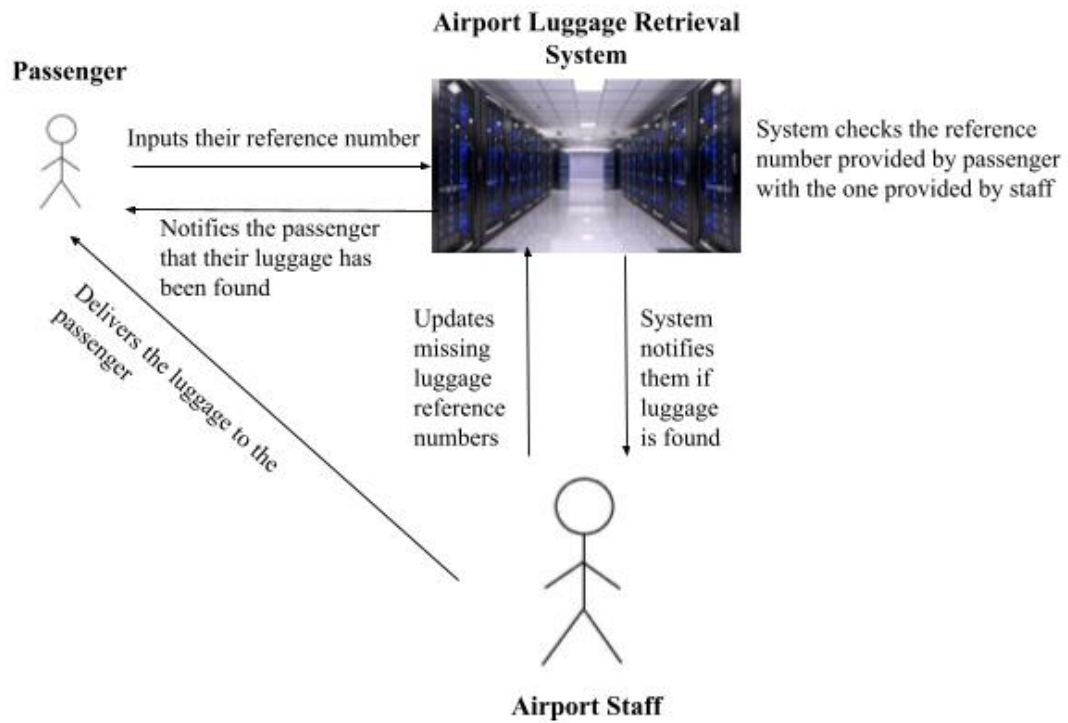 Airport Luggage Retrieval
System
Passenger
Inputs their reference number
System checks the reference
number provided by passenger
with the one provided by staff
Notifies the passenger
that their luggage has
been found
Delivers the luggage to the
passenger
Updates
missing
luggage
reference
numbers
System
notifies
them if
luggage
is found
Airport Staff